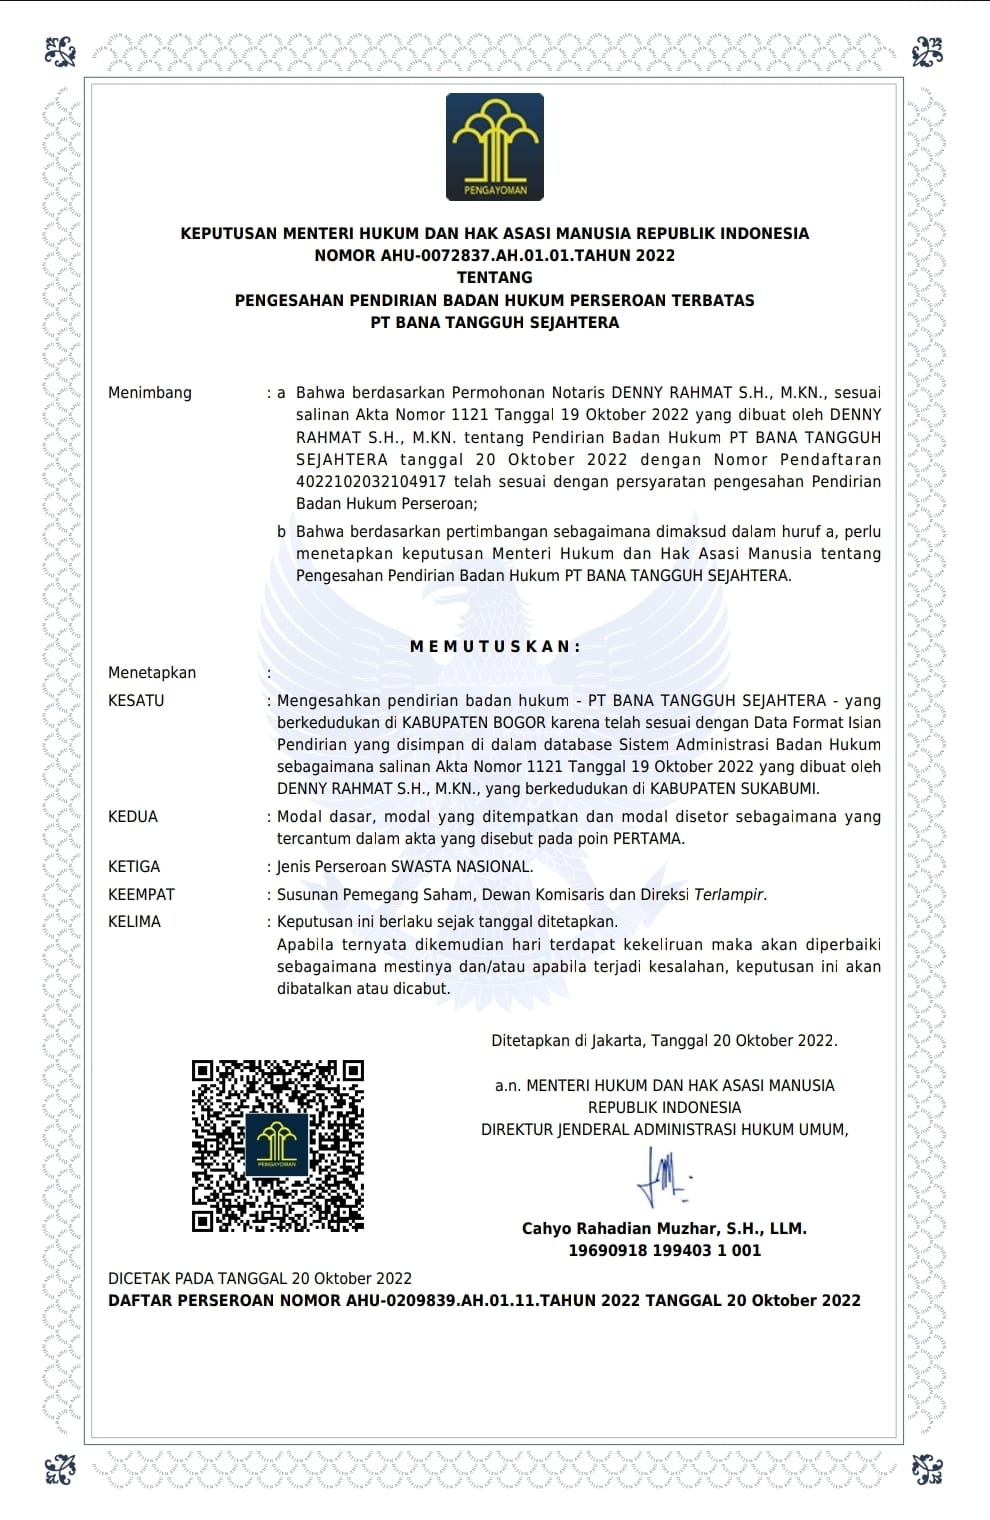 PENGAYOMAN
KEPUTUSAN MENTERI HUKUM DAN HAK ASASI MANUSIA REPUBLIK INDONESIA
NOMOR AHU-0072837.AH.01.01.TAHUN 2022
TENTANG
PENGESAHAN PENDIRIAN BADAN HUKUM PERSEROAN TERBATAS
PT BANA TANGGUH SEJAHTERA
Menimbang : a Bahwa berdasarkan Permohonan Notaris DENNY RAHMAT S.H., M.KN., sesuai
salinan Akta Nomor 1121 Tanggal 19 Oktober 2022 yang dibuat oleh DENNY
RAHMAT S.H., M.KN. tentang Pendirian Badan Hukum PT BANA TANGGUH
SEJAHTERA tanggal 20 Oktober 2022 dengan Nomor Pendaftaran
4022102032104917 telah sesuai dengan persyaratan pengesahan Pendirian
Badan Hukum Perseroan;
b Bahwa berdasarkan pertimbangan sebagaimana dimaksud dalam huruf a, perlu
menetapkan keputusan Menteri Hukum dan Hak Asasi Manusia tentang
Pengesahan Pendirian Badan Hukum PT BANA TANGGUH SEJAHTERA.
M E M U T U S K A N :
Menetapkan :
KESATU : Mengesahkan pendirian badan hukum - PT BANA TANGGUH SEJAHTERA - yang
berkedudukan di KABUPATEN BOGOR karena telah sesuai dengan Data Format Isian
Pendirian yang disimpan di dalam database Sistem Administrasi Badan Hukum
sebagaimana salinan Akta Nomor 1121 Tanggal 19 Oktober 2022 yang dibuat oleh
DENNY RAHMAT S.H., M.KN., yang berkedudukan di KABUPATEN SUKABUMI.
KEDUA : Modal dasar, modal yang ditempatkan dan modal disetor sebagaimana yang
tercantum dalam akta yang disebut pada poin PERTAMA.
KETIGA : Jenis Perseroan SWASTA NASIONAL.
KEEMPAT : Susunan Pemegang Saham, Dewan Komisaris dan Direksi Terlampir.
KELIMA : Keputusan ini berlaku sejak tanggal ditetapkan.
Apabila ternyata dikemudian hari terdapat kekeliruan maka akan diperbaiki
sebagaimana mestinya dan/atau apabila terjadi kesalahan, keputusan ini akan
dibatalkan atau dicabut.
Ditetapkan di Jakarta, Tanggal 20 Oktober 2022.
a.n. MENTERI HUKUM DAN HAK ASASI MANUSIA
REPUBLIK INDONESIA
DIREKTUR JENDERAL ADMINISTRASI HUKUM UMUM,
PENGAYOMAN
Cahyo Rahadian Muzhar, S.H., LLM.
19690918 199403 1 001
DICETAK PADA TANGGAL 20 Oktober 2022
DAFTAR PERSEROAN NOMOR AHU-0209839.AH.01.11.TAHUN 2022 TANGGAL 20 Oktober 2022